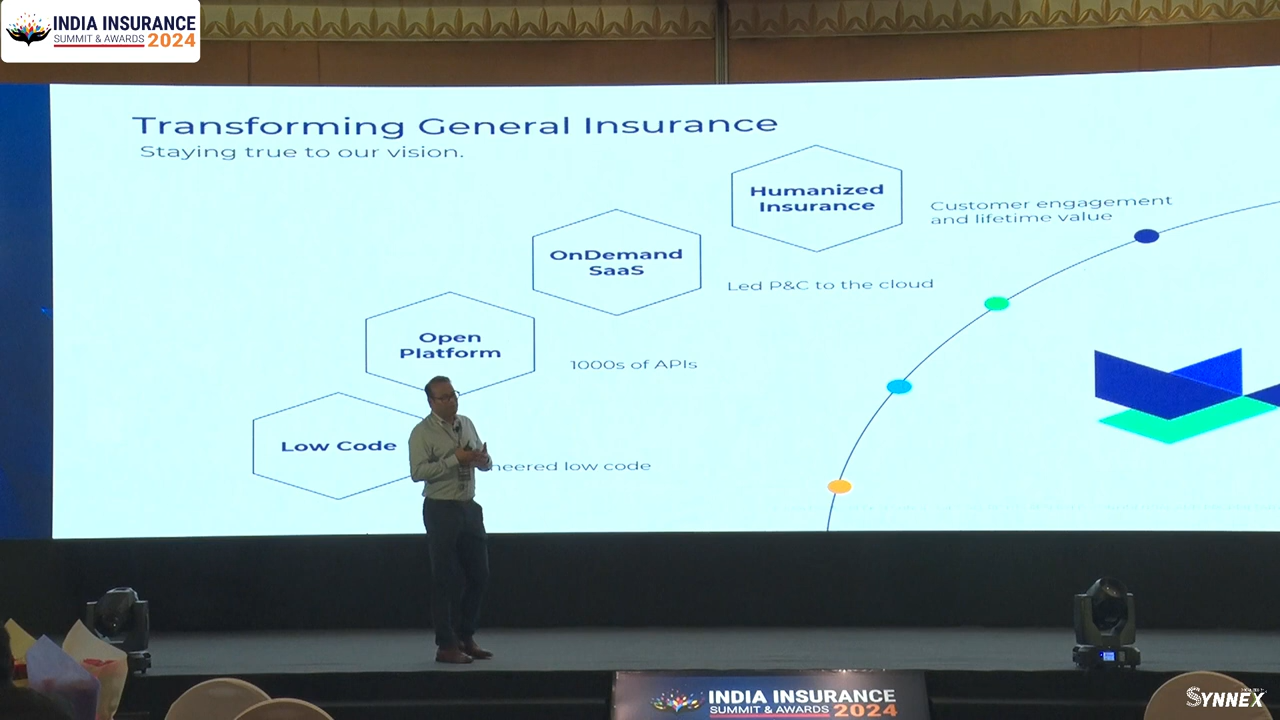 INDIA INSURANCE
SUMMIT & AWARDS 2024
Transforming General Insurance
Staying true to our vision.
Humanized
Insurance
Customer engagement
and lifetime value
OnDemand
SaaS
Led P&C to the cloud
Open
Platform
1000s of APIs
Low Code
neered low code
INDIA INSURANCE
SUMMIT & AWARDS 2024
SYNNEX